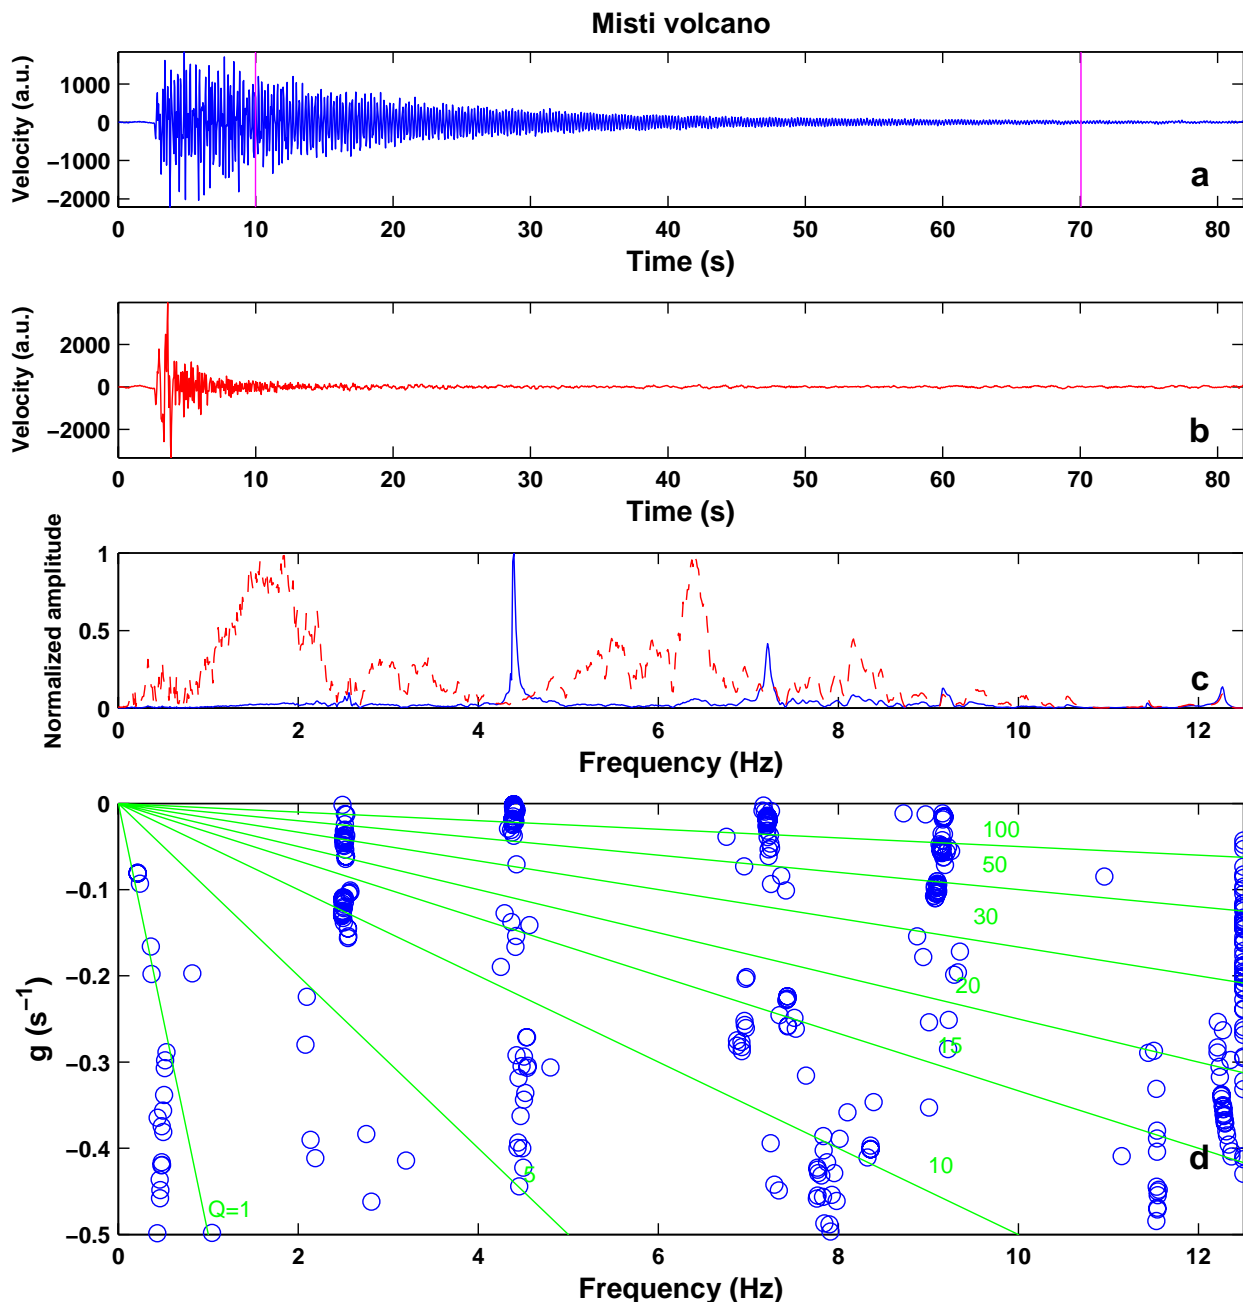 Misti volcano
Velocity (a.u.)
1000
0
−1000
−2000
a
0 10 20 30 40 50 60 70 80
Time (s)
Velocity (a.u.)
2000
0
−2000
b
0 10 20 30 40 50 60 70 80
Time (s)
Normalized amplitude
1
0.5
0
c
0 2 4 6 8 10 12
Frequency (Hz)
g (s⁻¹)
0
−0.1
−0.2
−0.3
−0.4
−0.5
100
50
30
20
15
10
5
Q=1
d
0 2 4 6 8 10 12
Frequency (Hz)